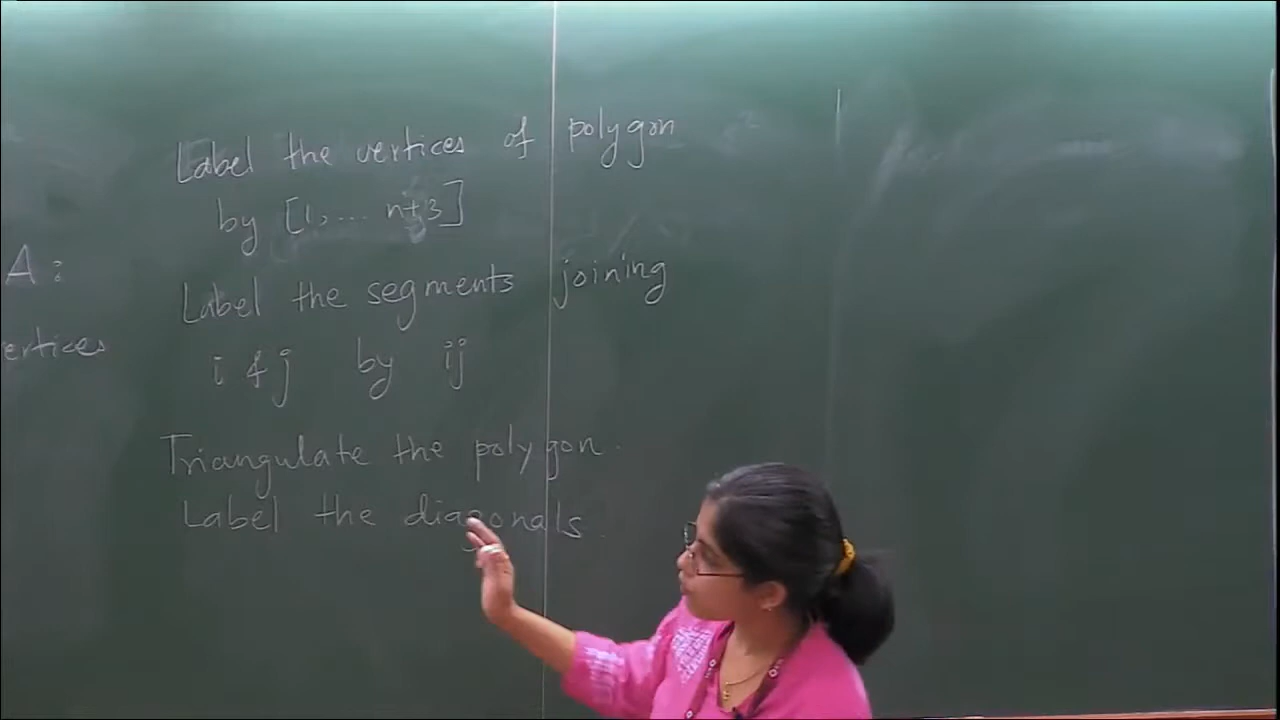 Label the vertices of polygon
by [1, ... n+3]
A:
Label the segments joining
ertices
i & j by ij
Triangulate the polygon.
Label the diagonals.